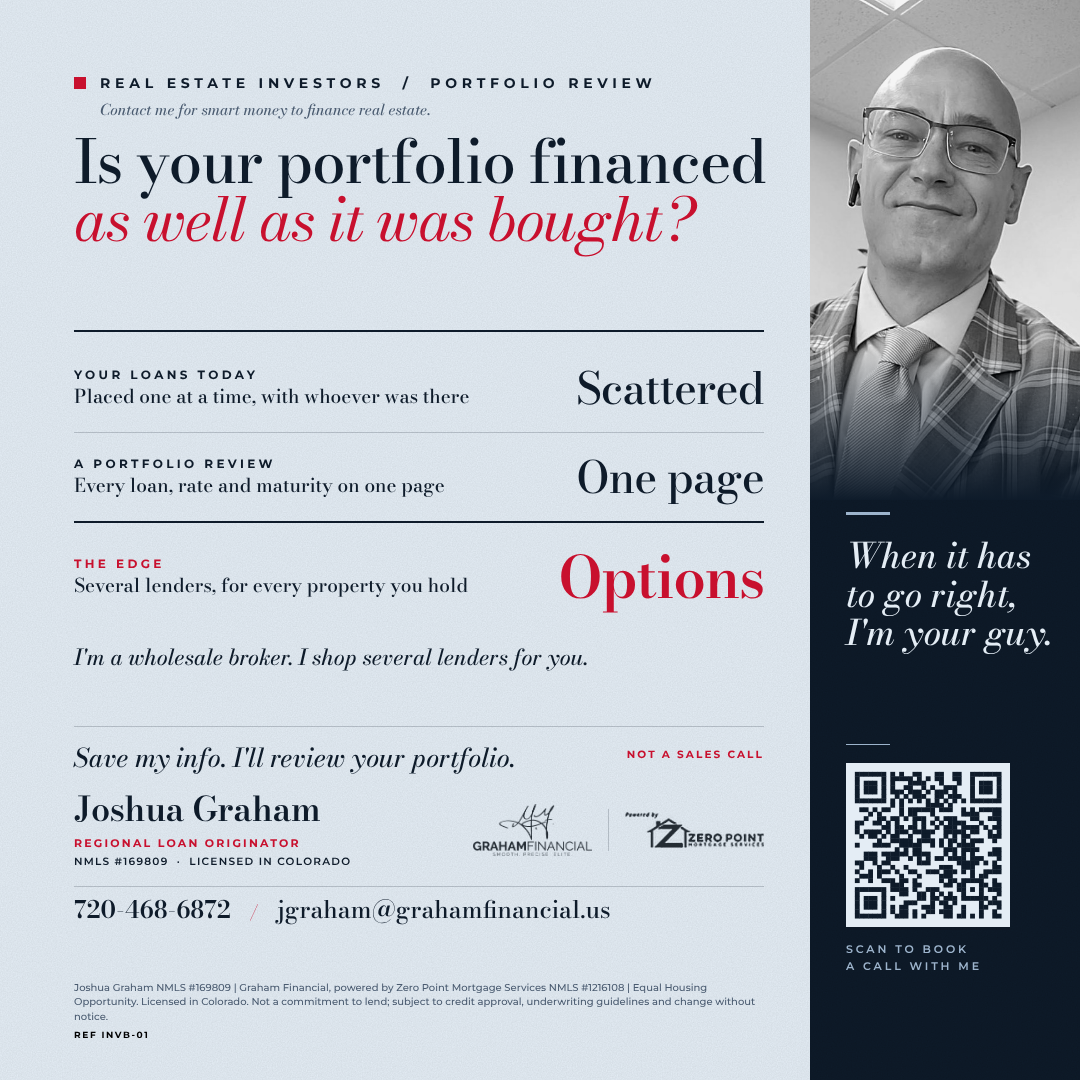 REAL ESTATE INVESTORS / PORTFOLIO REVIEW
Contact me for smart money to finance real estate.
Is your portfolio financed
as well as it was bought?
YOUR LOANS TODAY
Placed one at a time, with whoever was there
Scattered
A PORTFOLIO REVIEW
Every loan, rate and maturity on one page
One page
THE EDGE
Several lenders, for every property you hold
Options
I'm a wholesale broker. I shop several lenders for you.
Save my info. I'll review your portfolio.
NOT A SALES CALL
Joshua Graham
REGIONAL LOAN ORIGINATOR
NMLS #169809 · LICENSED IN COLORADO
GRAHAMFINANCIAL
SMOOTH. PRECISE. ELITE.
Powered by
ZERO POINT
MORTGAGE SERVICES
720-468-6872 / jgraham@grahamfinancial.us
Joshua Graham NMLS #169809 | Graham Financial, powered by Zero Point Mortgage Services NMLS #1216108 | Equal Housing
Opportunity. Licensed in Colorado. Not a commitment to lend; subject to credit approval, underwriting guidelines and change without
notice.
REF INVB-01
When it has
to go right,
I'm your guy.
SCAN TO BOOK
A CALL WITH ME